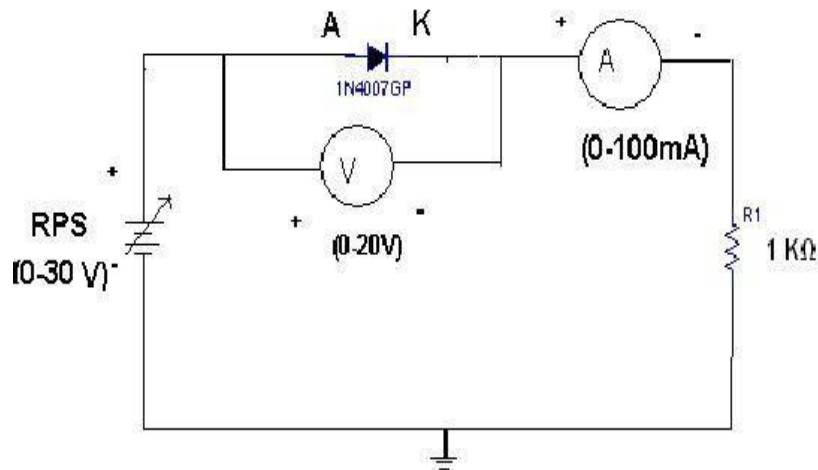 A K
+ A -
1N4007GP
(0-100mA)
V
+ -
(0-20V)
+
RPS
(0-30 V)-
R1
1 KΩ